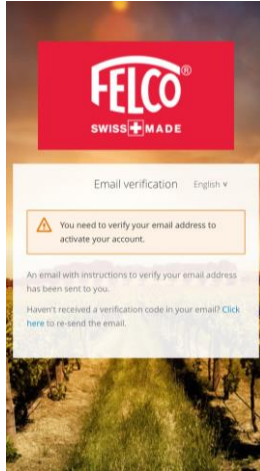 FELCO®
SWISS MADE
Email verification English
You need to verify your email address to
activate your account.
An email with instructions to verify your email address
has been sent to you.
Haven't received a verification code in your email? Click
here to re-send the email.